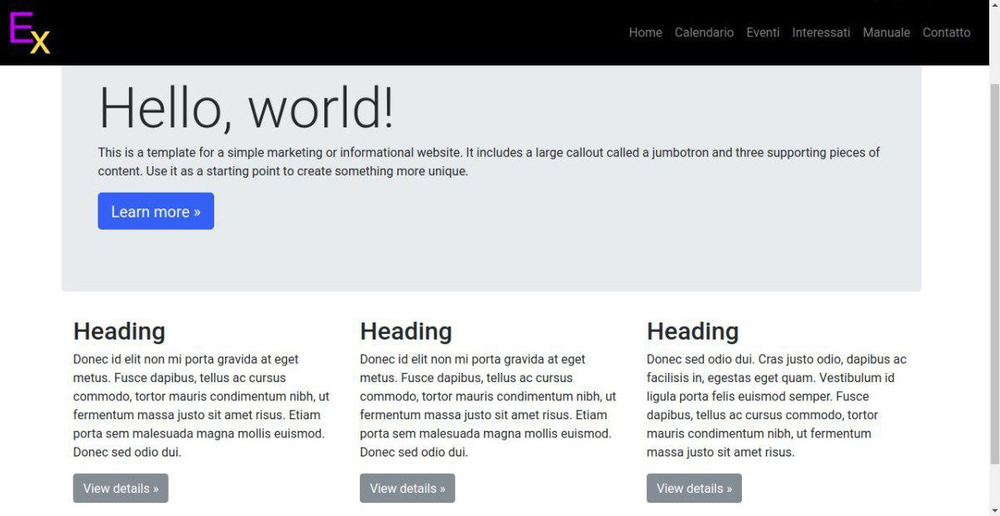 Ex
Home Calendario Eventi Interessati Manuale Contatto
Hello, world!
This is a template for a simple marketing or informational website. It includes a large callout called a jumbotron and three supporting pieces of
content. Use it as a starting point to create something more unique.
Learn more »
Heading
Donec id elit non mi porta gravida at eget
metus. Fusce dapibus, tellus ac cursus
commodo, tortor mauris condimentum nibh, ut
fermentum massa justo sit amet risus. Etiam
porta sem malesuada magna mollis euismod.
Donec sed odio dui.
View details »
Heading
Donec id elit non mi porta gravida at eget
metus. Fusce dapibus, tellus ac cursus
commodo, tortor mauris condimentum nibh, ut
fermentum massa justo sit amet risus. Etiam
porta sem malesuada magna mollis euismod.
Donec sed odio dui.
View details »
Heading
Donec sed odio dui. Cras justo odio, dapibus ac
facilisis in, egestas eget quam. Vestibulum id
ligula porta felis euismod semper. Fusce
dapibus, tellus ac cursus commodo, tortor
mauris condimentum nibh, ut fermentum
massa justo sit amet risus.
View details »